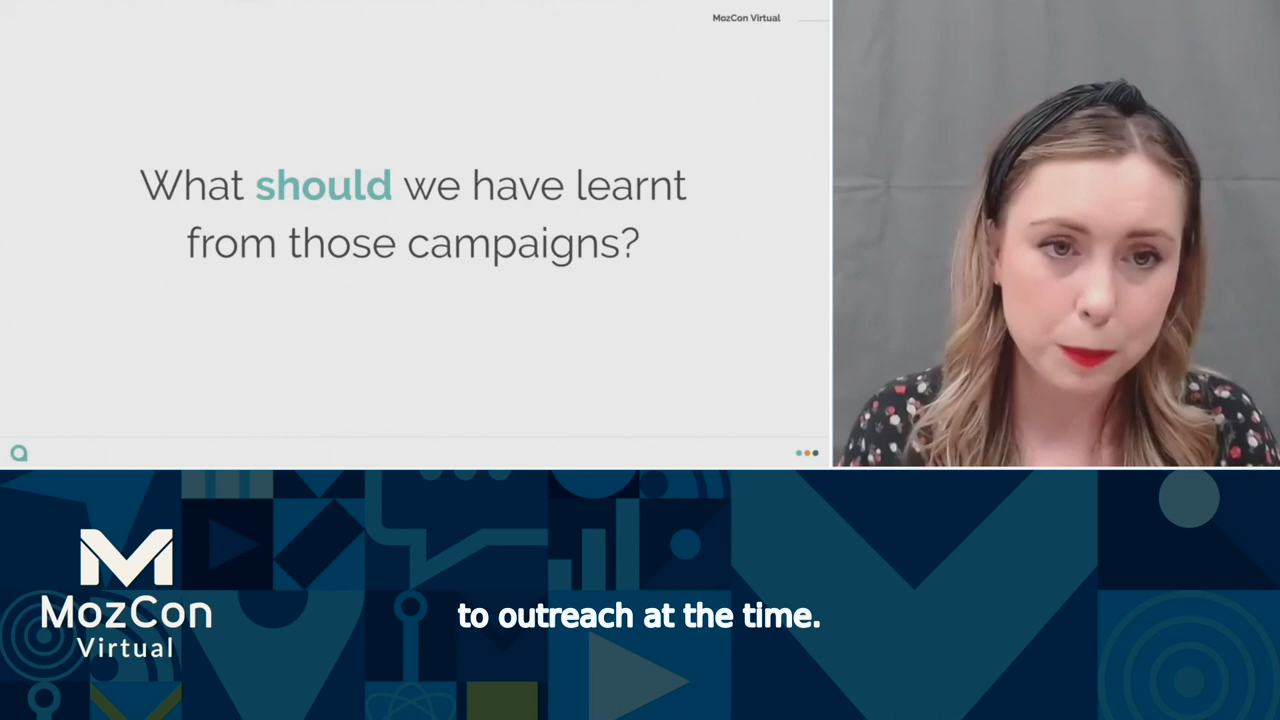 MozCon Virtual
What should we have learnt
from those campaigns?
MozCon
Virtual
to outreach at the time.